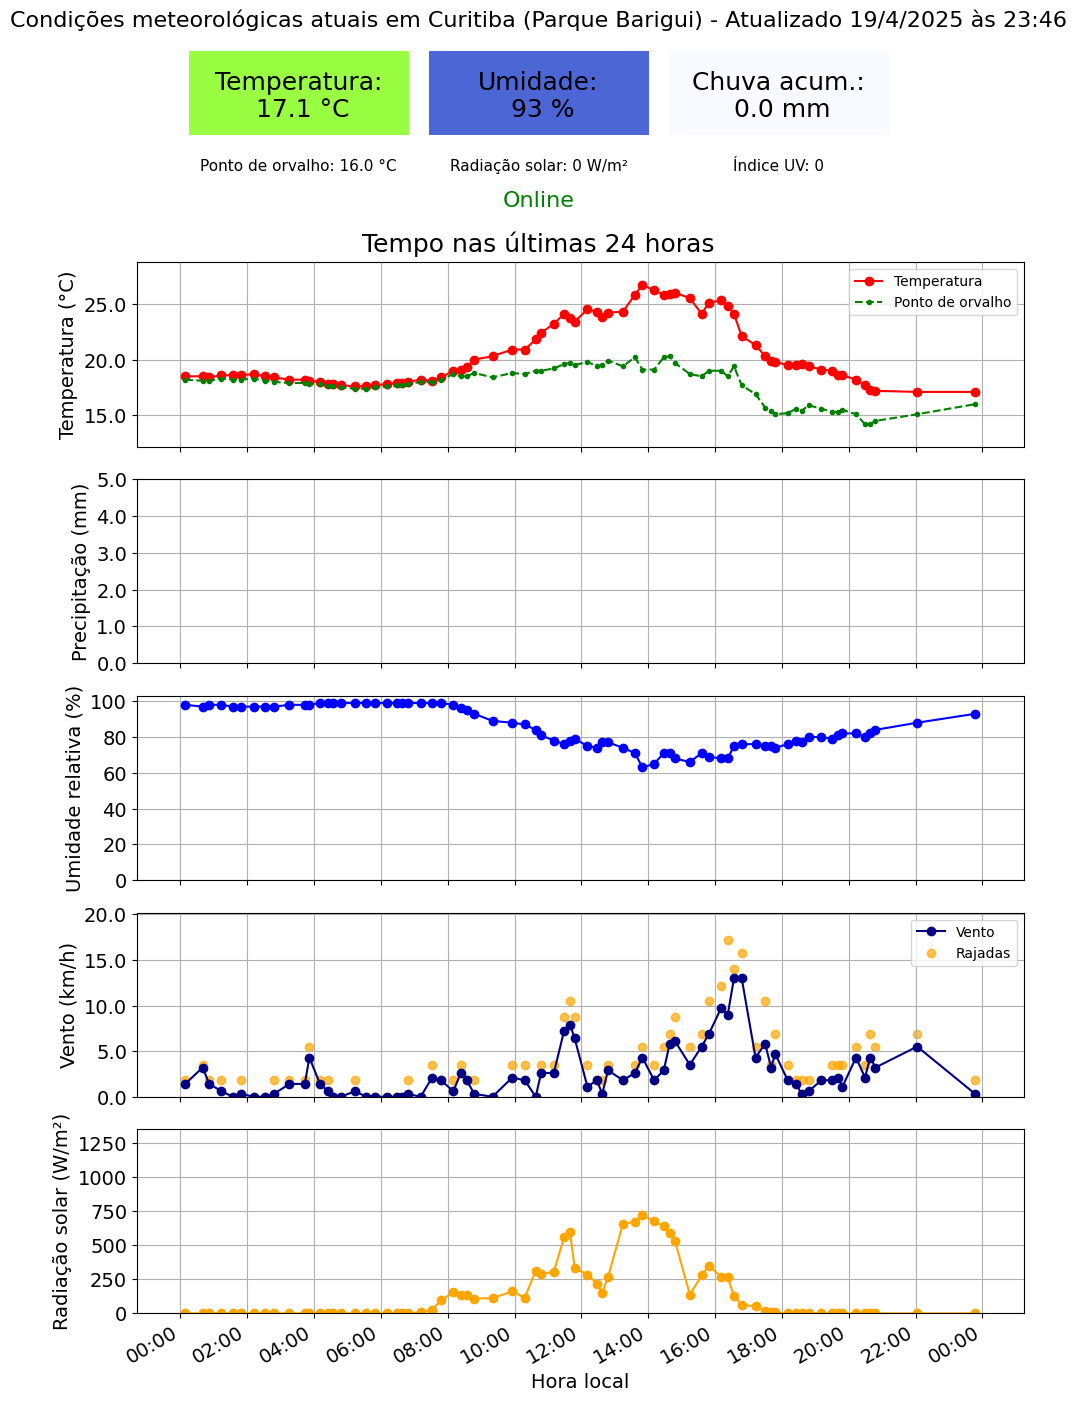 Condições meteorológicas atuais em Curitiba (Parque Barigui) - Atualizado 19/4/2025 às 23:46
Temperatura:
17.1 °C
Umidade:
93 %
Chuva acum.:
0.0 mm
Ponto de orvalho: 16.0 °C
Radiação solar: 0 W/m²
Índice UV: 0
Online
Tempo nas últimas 24 horas
Temperatura (°C)
25.0
20.0
15.0
Temperatura
Ponto de orvalho
Precipitação (mm)
5.0
4.0
3.0
2.0
1.0
0.0
Umidade relativa (%)
100
80
60
40
20
0
Vento (km/h)
20.0
15.0
10.0
5.0
0.0
Vento
Rajadas
Radiação solar (W/m²)
1250
1000
750
500
250
0
00:00
02:00
04:00
06:00
08:00
10:00
12:00
14:00
16:00
18:00
20:00
22:00
00:00
Hora local